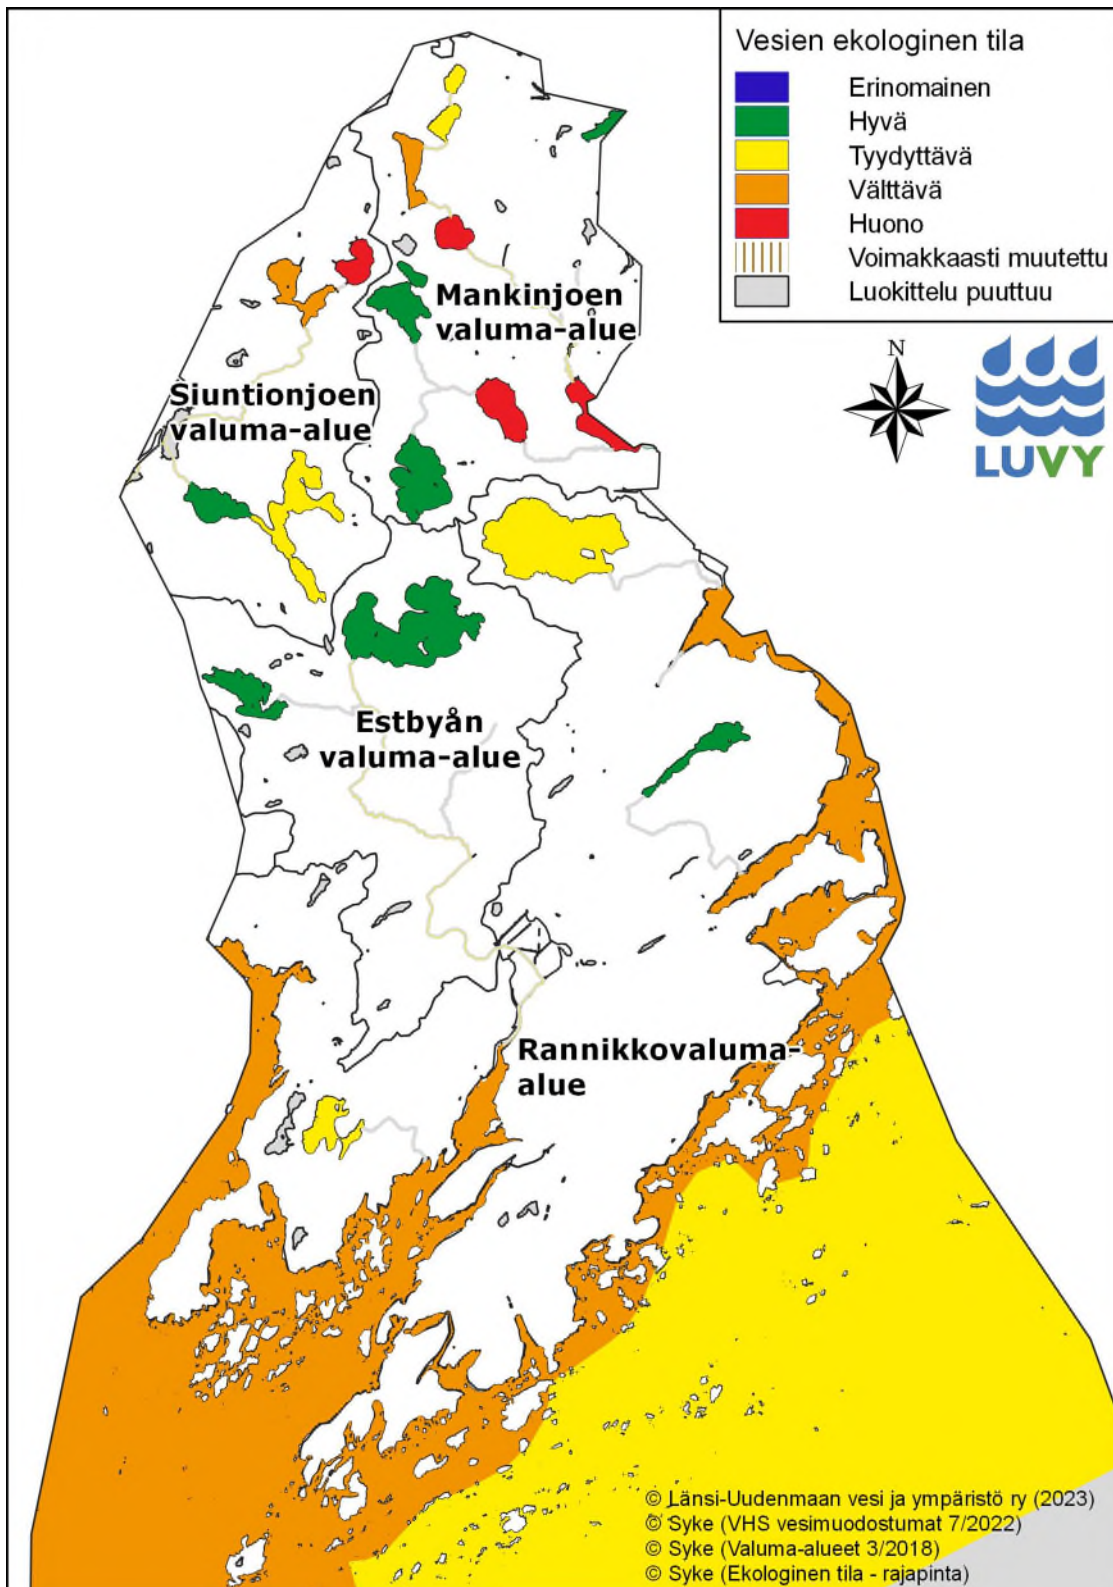 Vesien ekologinen tila
Erinomainen
Hyvä
Tyydyttävä
Välttävä
Huono
Voimakkaasti muutettu
Luokittelu puuttuu
N
LUVY
Mankinjoen
valuma-alue
Siuntionjoen
valuma-alue
Estbyån
valuma-alue
Rannikkovaluma-
alue
© Länsi-Uudenmaan vesi ja ympäristö ry (2023)
© Syke (VHS vesimuodostumat 7/2022)
© Syke (Valuma-alueet 3/2018)
© Syke (Ekologinen tila - rajapinta)